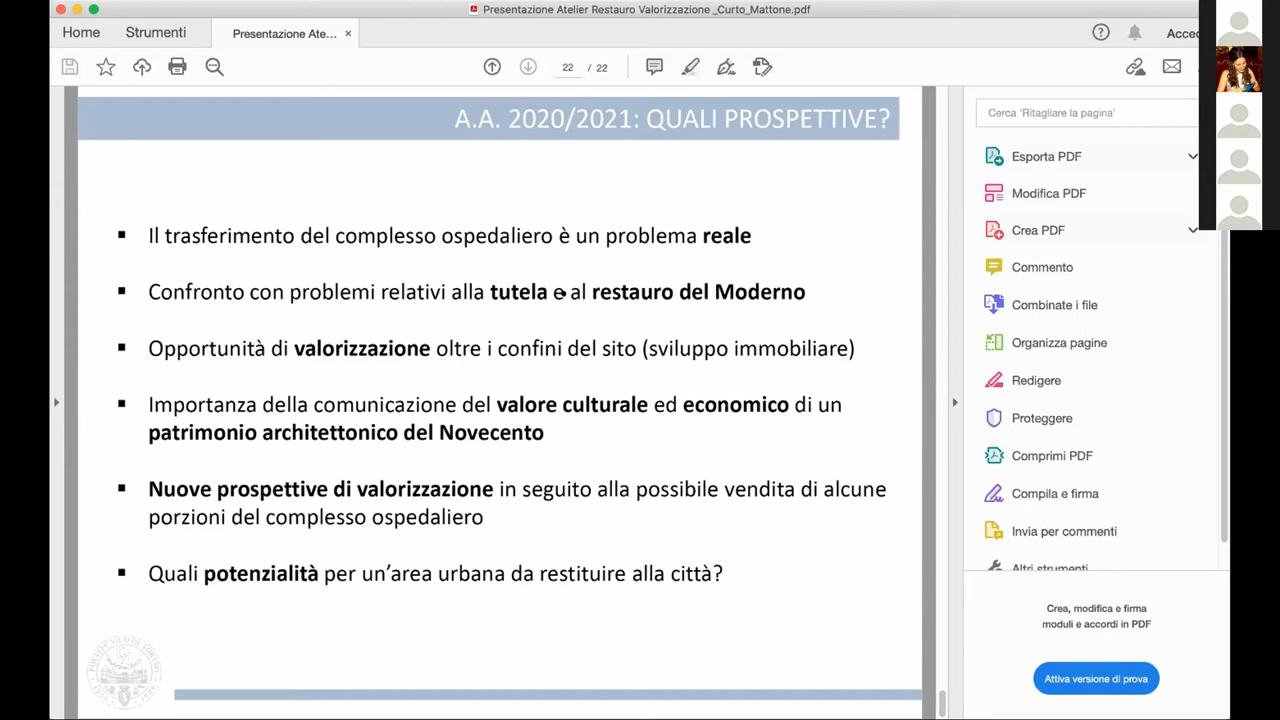 Presentazione Atelier Restauro Valorizzazione _Curto_Mattone.pdf
Home
Strumenti
Presentazione Ate...
×
Acced
22 / 22
A.A. 2020/2021: QUALI PROSPETTIVE?
Il trasferimento del complesso ospedaliero è un problema reale
Confronto con problemi relativi alla tutela e al restauro del Moderno
Opportunità di valorizzazione oltre i confini del sito (sviluppo immobiliare)
Importanza della comunicazione del valore culturale ed economico di un
patrimonio architettonico del Novecento
Nuove prospettive di valorizzazione in seguito alla possibile vendita di alcune
porzioni del complesso ospedaliero
Quali potenzialità per un'area urbana da restituire alla città?
Cerca 'Ritagliare la pagina'
Esporta PDF
Modifica PDF
Crea PDF
Commento
Combinate i file
Organizza pagine
Redigere
Proteggere
Comprimi PDF
Compila e firma
Invia per commenti
Altri strumenti
Crea, modifica e firma
moduli e accordi in PDF
Attiva versione di prova